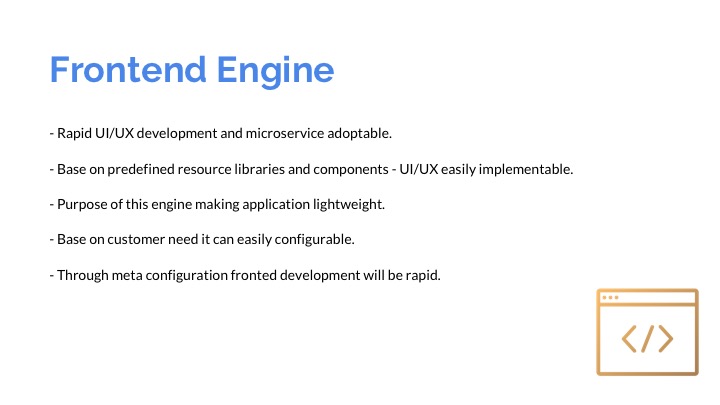 Frontend Engine
- Rapid UI/UX development and microservice adoptable.
- Base on predefined resource libraries and components - UI/UX easily implementable.
- Purpose of this engine making application lightweight.
- Base on customer need it can easily configurable.
- Through meta configuration fronted development will be rapid.
</>